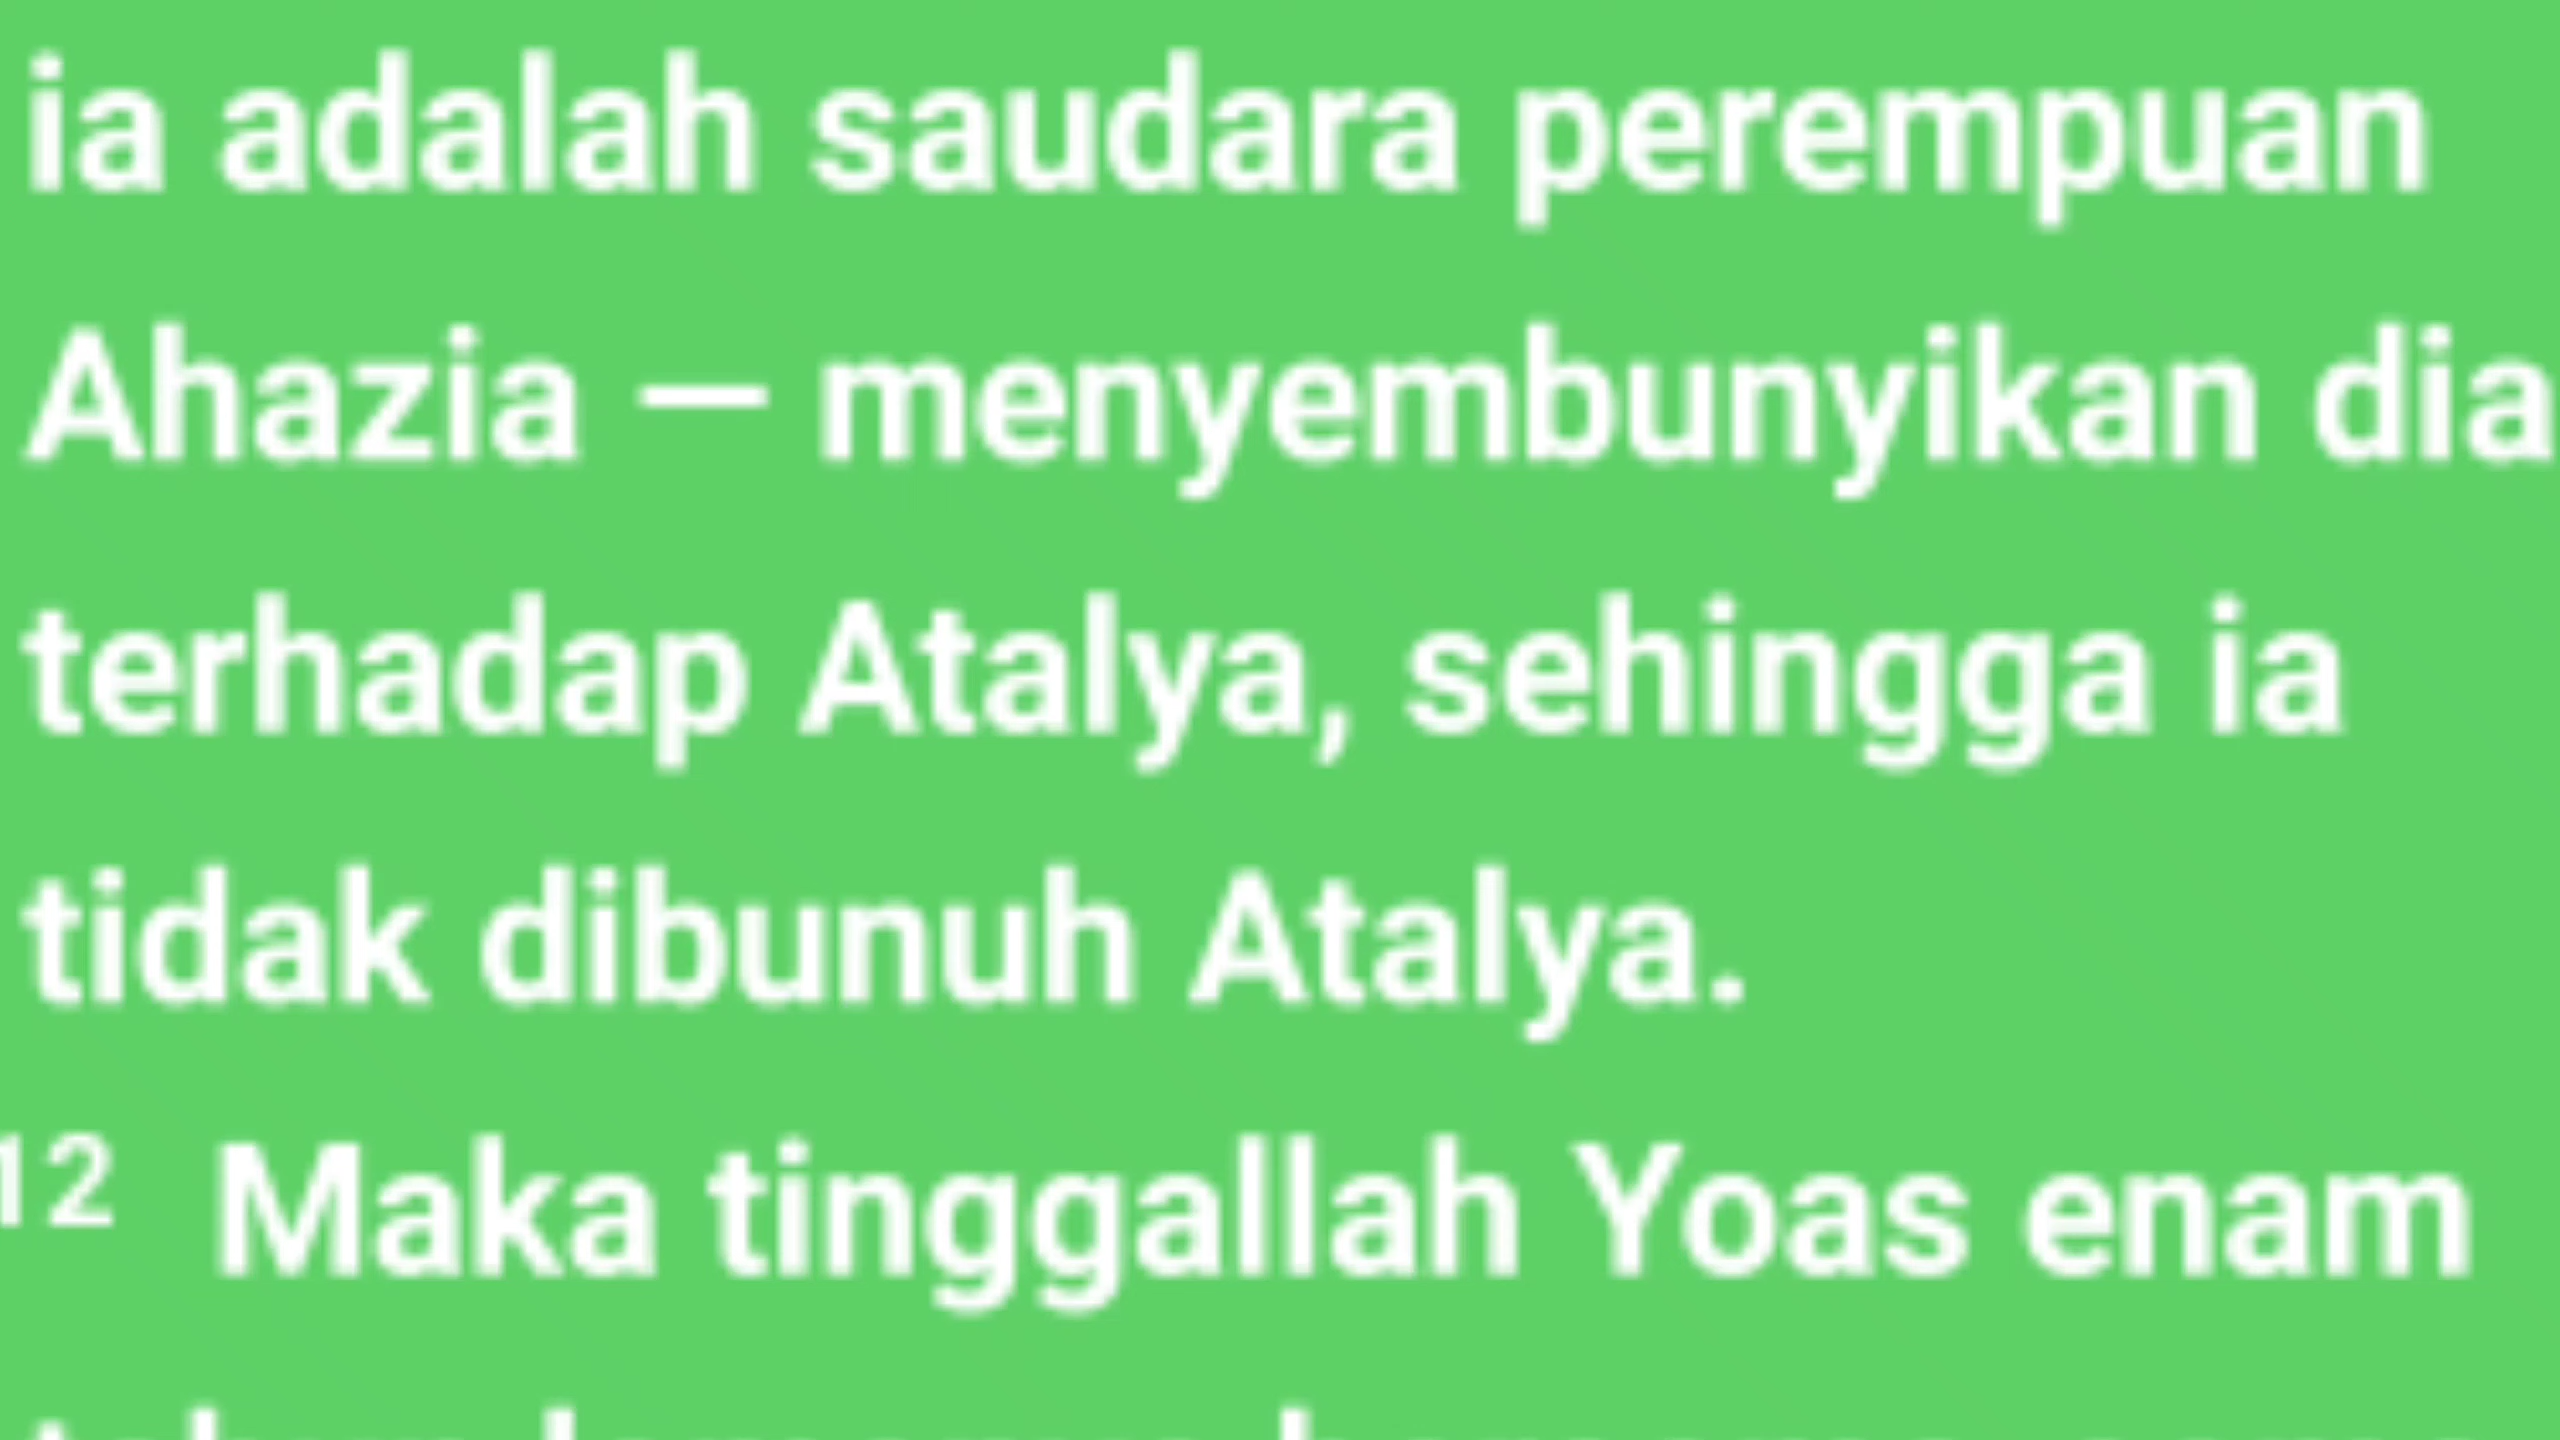 ia adalah saudara perempuan
Ahazia — menyembunyikan dia
terhadap Atalya, sehingga ia
tidak dibunuh Atalya.
12 Maka tinggallah Yoas enam